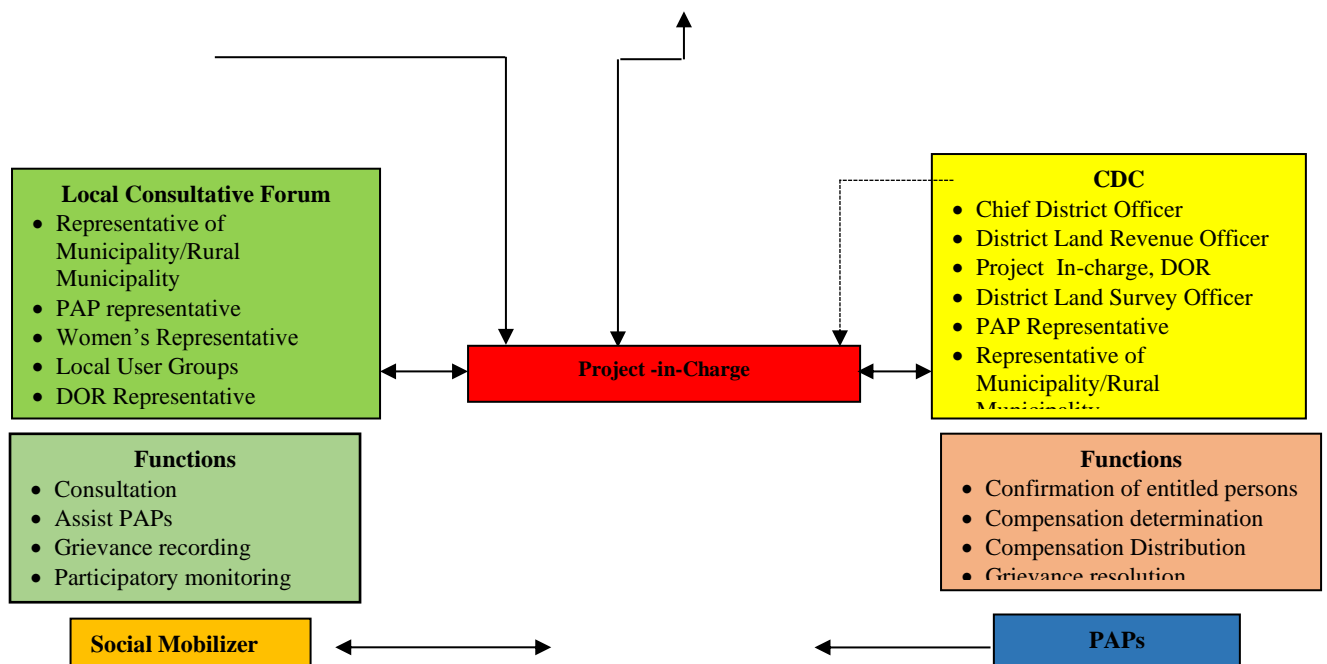 Local Consultative Forum
• Representative of
Municipality/Rural
Municipality
• PAP representative
• Women’s Representative
• Local User Groups
• DOR Representative
CDC
• Chief District Officer
• District Land Revenue Officer
• Project In-charge, DOR
• District Land Survey Officer
• PAP Representative
• Representative of
Municipality/Rural
Municipality
Project -in-Charge
Functions
• Consultation
• Assist PAPs
• Grievance recording
• Participatory monitoring
Functions
• Confirmation of entitled persons
• Compensation determination
• Compensation Distribution
• Grievance resolution
Social Mobilizer
PAPs